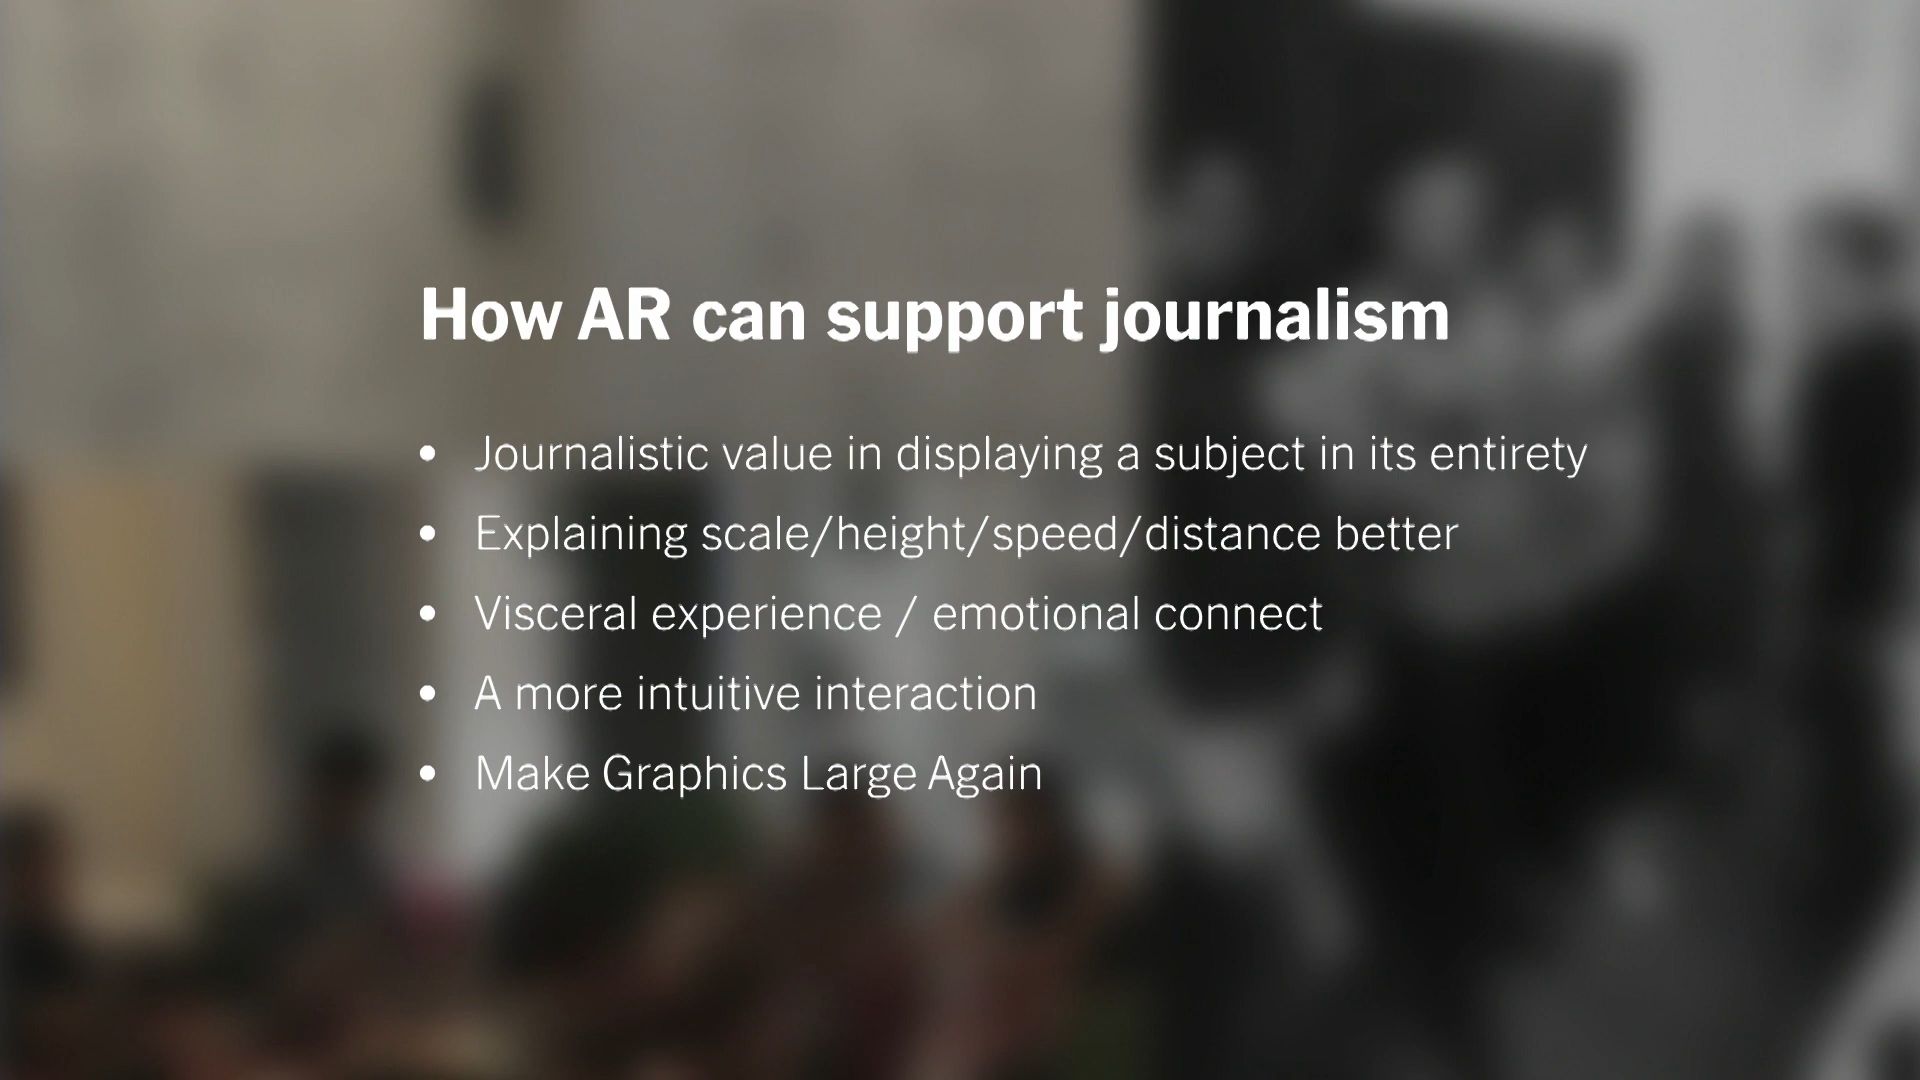 How AR can support journalism
• Journalistic value in displaying a subject in its entirety
• Explaining scale/height/speed/distance better
• Visceral experience / emotional connect
• A more intuitive interaction
• Make Graphics Large Again